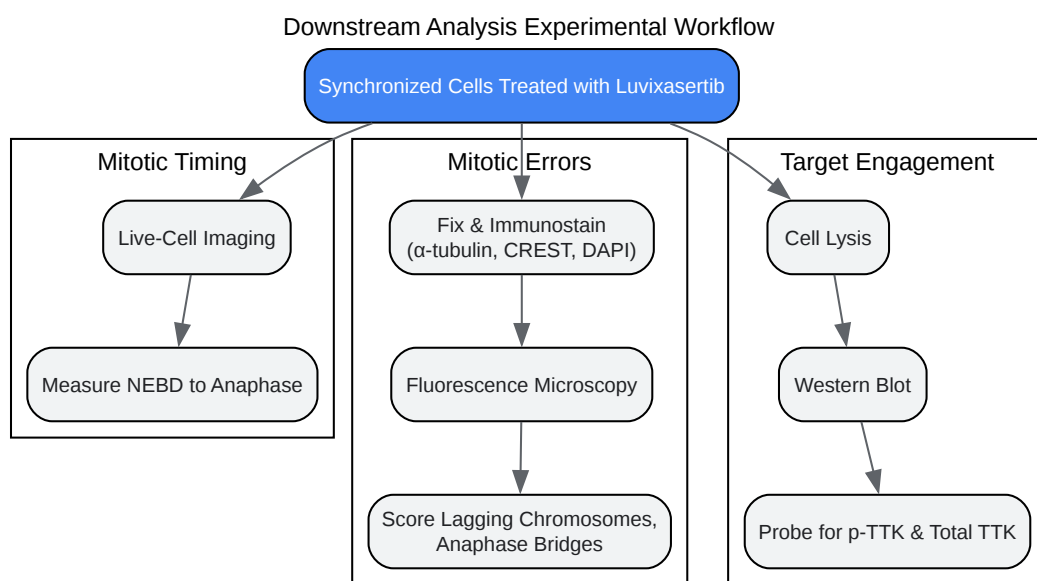 Downstream Analysis Experimental Workflow
Synchronized Cells Treated with Luvixasertib
Mitotic Timing
Live-Cell Imaging
Measure NEBD to Anaphase
Mitotic Errors
Fix & Immunostain
(α-tubulin, CREST, DAPI)
Fluorescence Microscopy
Score Lagging Chromosomes,
Anaphase Bridges
Target Engagement
Cell Lysis
Western Blot
Probe for p-TTK & Total TTK